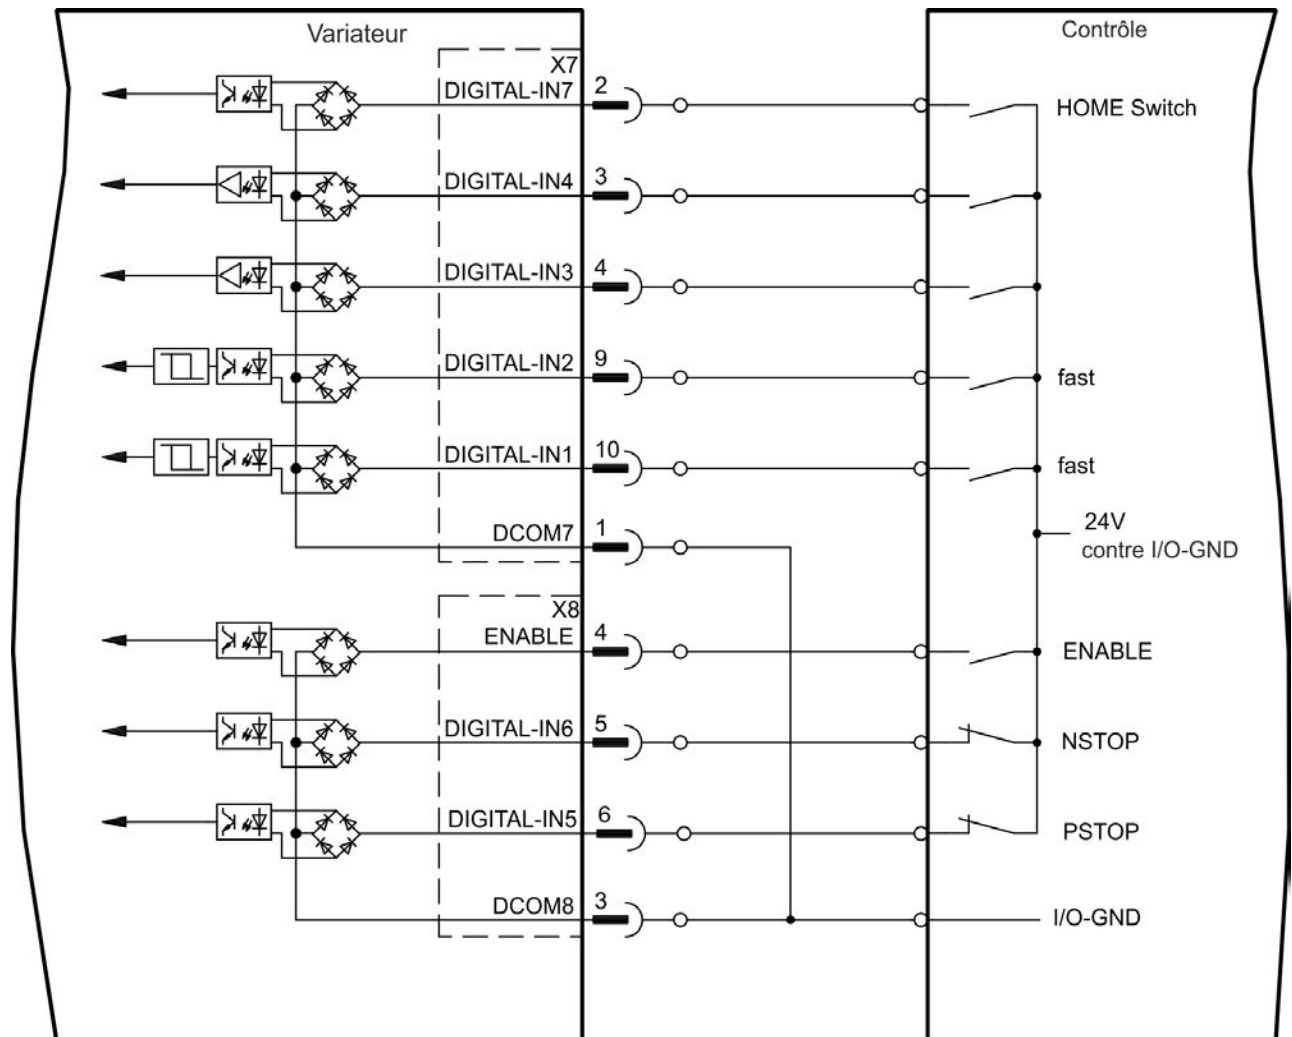 Variateur
Contrôle
X7
DIGITAL-IN7
2
HOME Switch
DIGITAL-IN4
3
DIGITAL-IN3
4
DIGITAL-IN2
9
fast
DIGITAL-IN1
10
fast
24V
contre I/O-GND
DCOM7
1
X8
ENABLE
4
ENABLE
DIGITAL-IN6
5
NSTOP
DIGITAL-IN5
6
PSTOP
DCOM8
3
I/O-GND